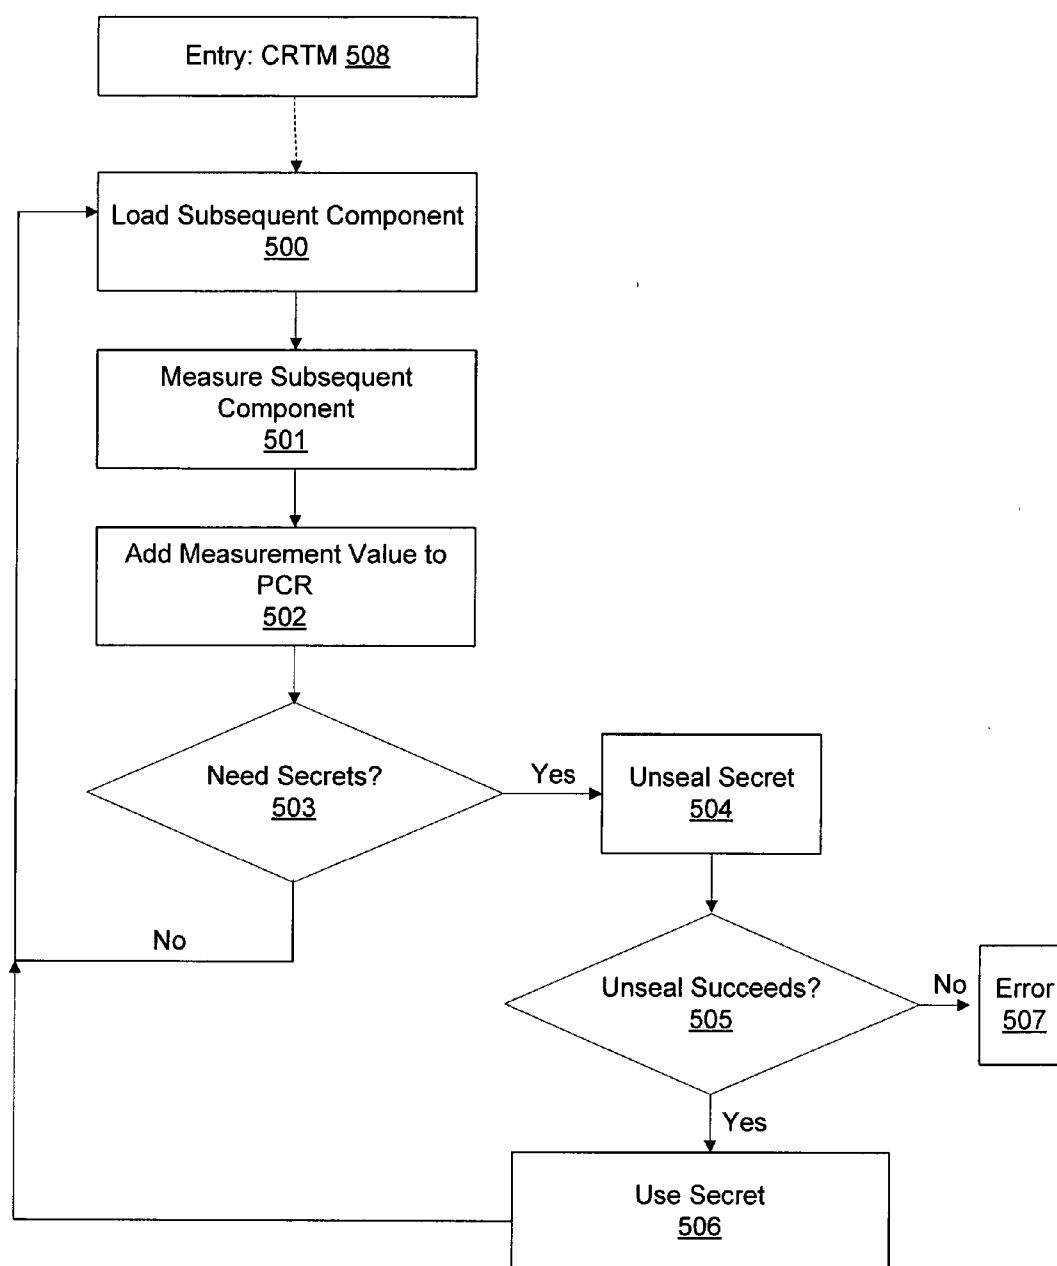 Entry: CRTM 508
Load Subsequent Component
500
Measure Subsequent
Component
501
Add Measurement Value to
PCR
502
Need Secrets?
503
Yes
Unseal Secret
504
No
Unseal Succeeds?
505
No
Error
507
Yes
Use Secret
506